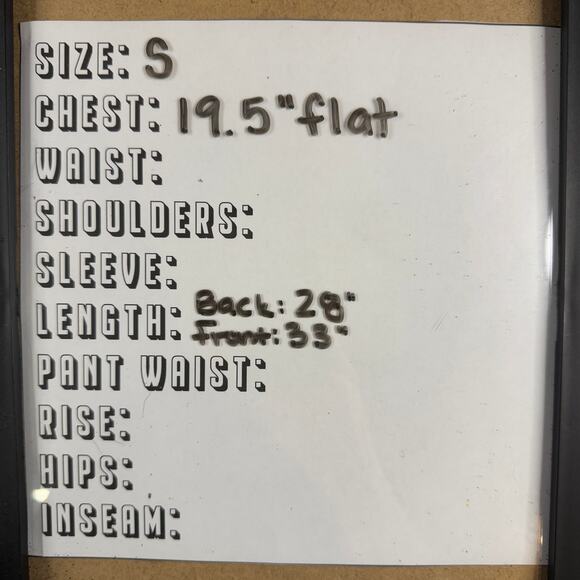 SIZE: S
CHEST: 19.5" flat
WAIST:
SHOULDERS:
SLEEVE:
LENGTH: Back: 28"
front: 33"
PANT WAIST:
RISE:
HIPS:
INSEAM: